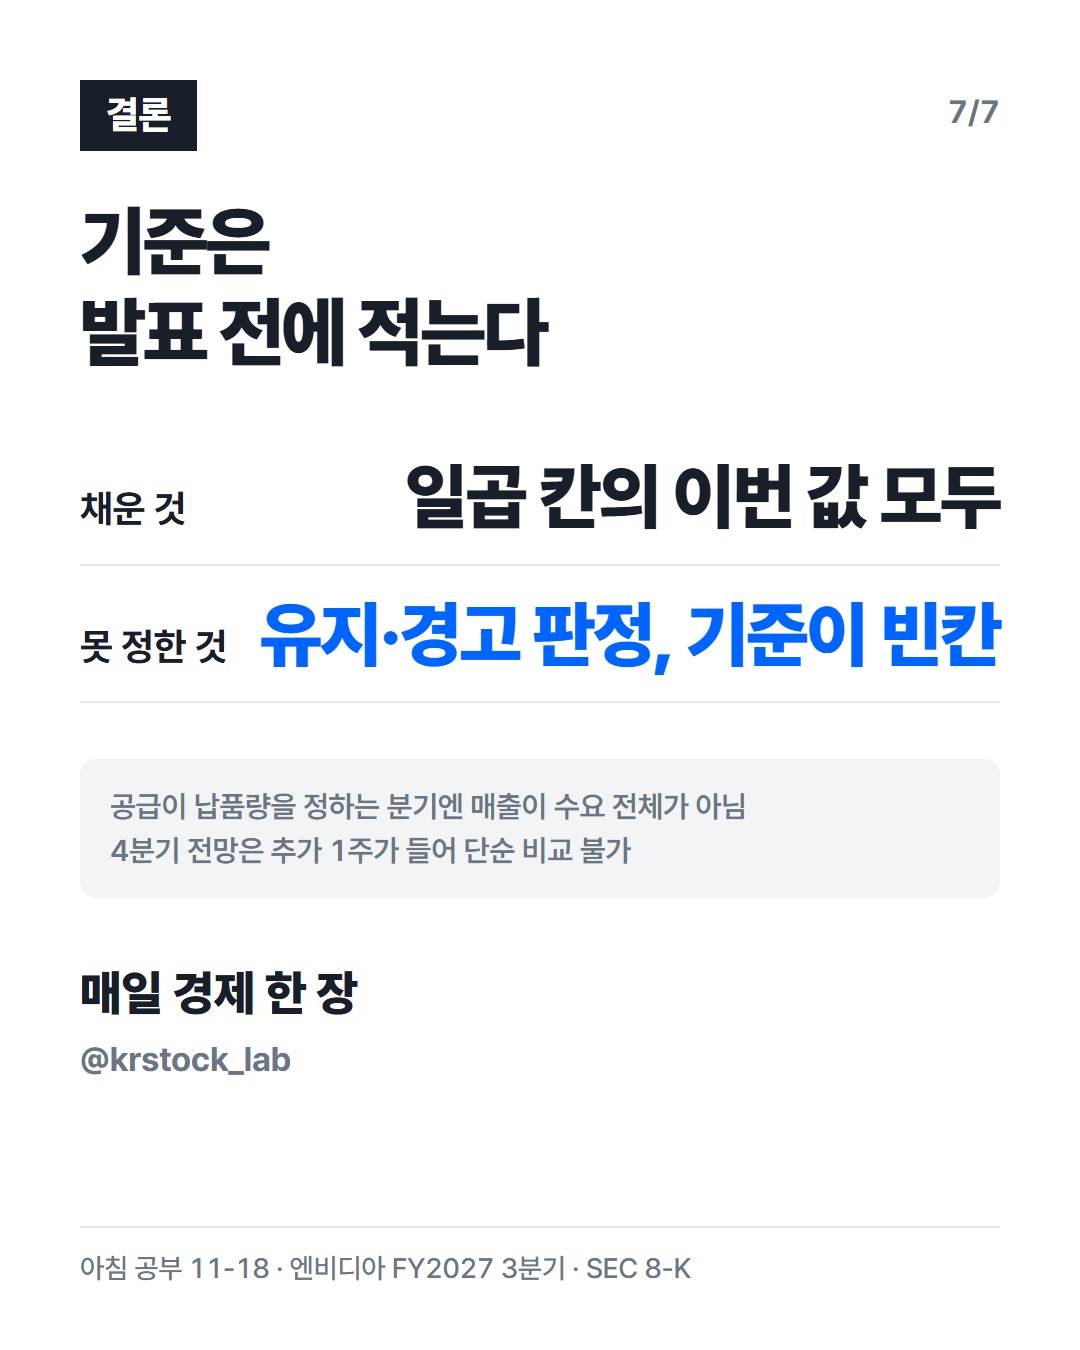 결론
7/7
기준은
발표 전에 적는다
채운 것
일곱 칸의 이번 값 모두
못 정한 것
유지·경고 판정, 기준이 빈칸
공급이 납품량을 정하는 분기엔 매출이 수요 전체가 아님
4분기 전망은 추가 1주가 들어 단순 비교 불가
매일 경제 한 장
@krstock_lab
아침 공부 11-18 · 엔비디아 FY2027 3분기 · SEC 8-K